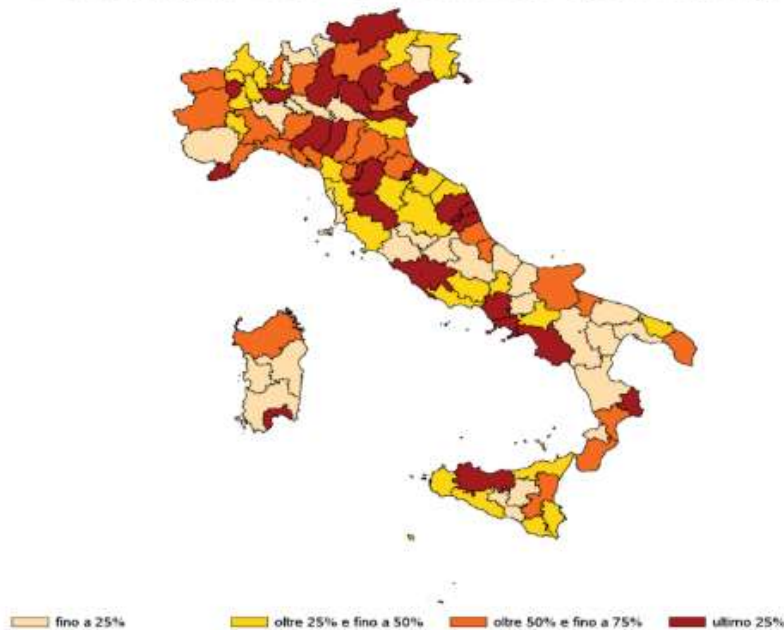 fino a 25%
oltre 25% e fino a 50%
oltre 50% e fino a 75%
ultimo 25%